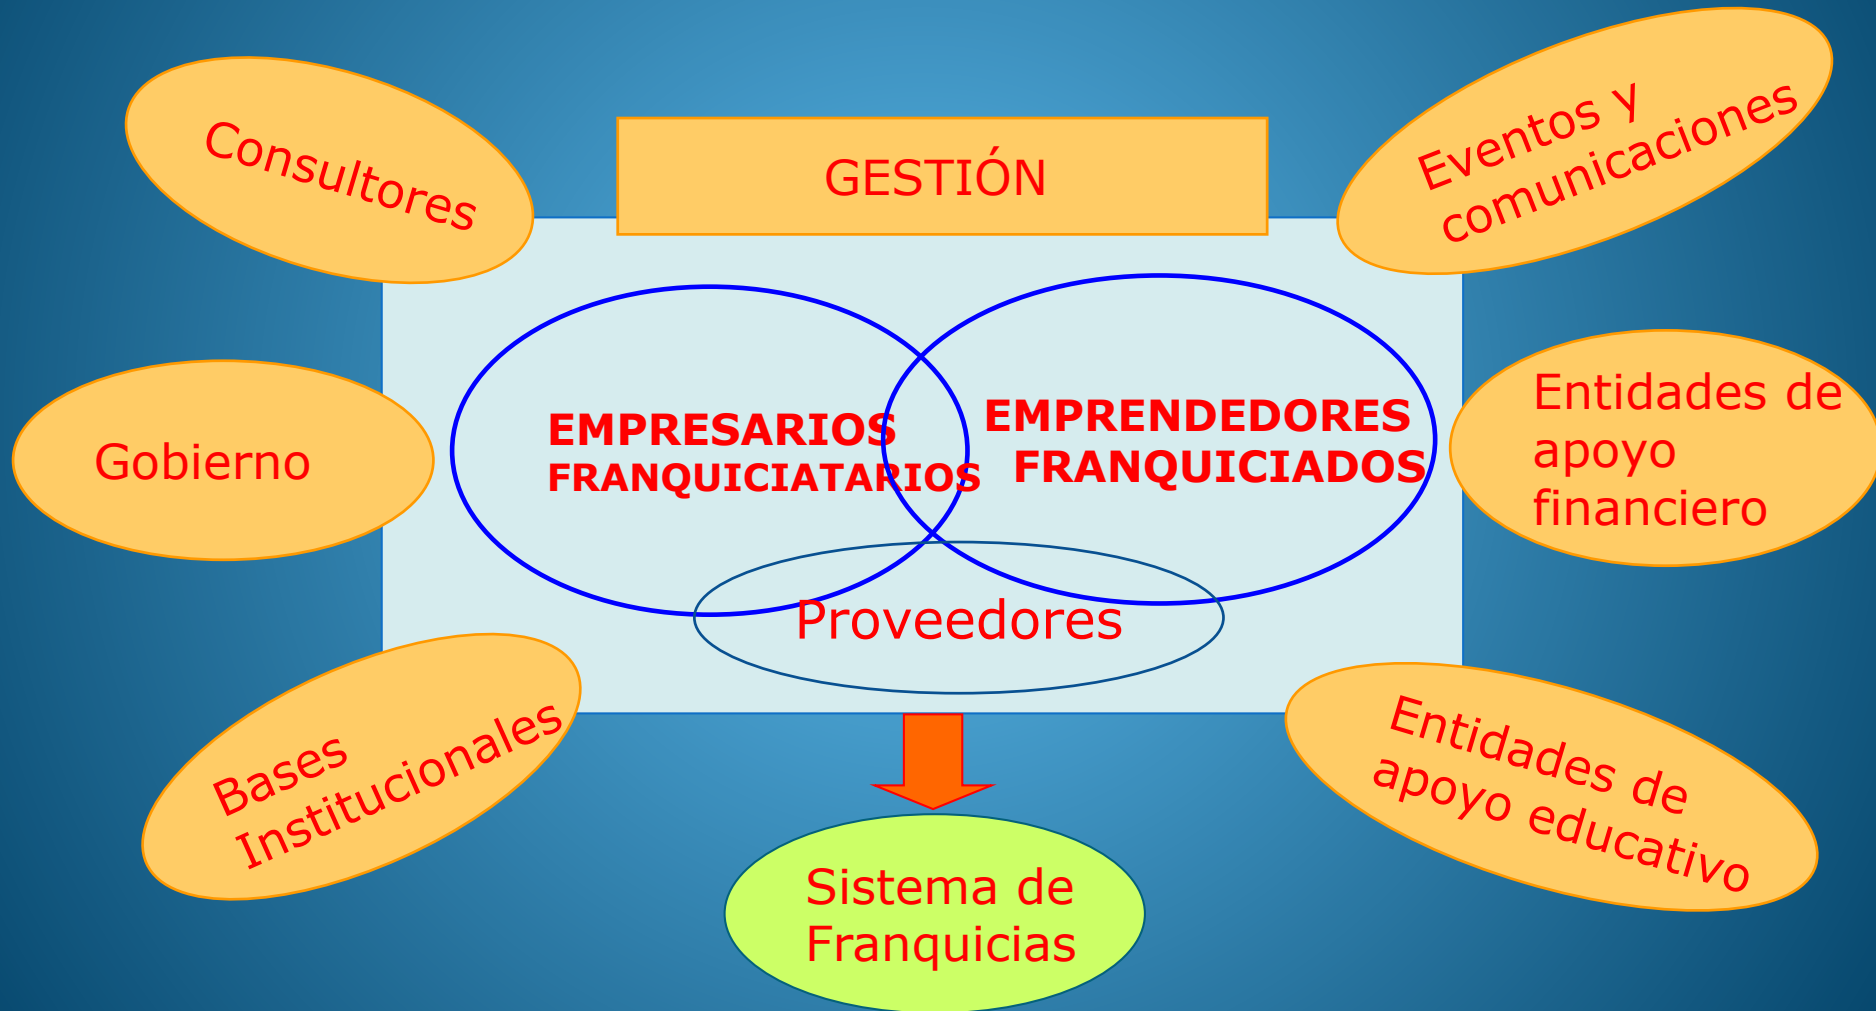 Consultores
GESTIÓN
Eventos y
comunicaciones
EMPRESARIOS
FRANQUICIATARIOS
EMPRENDEDORES
FRANQUICIADOS
Gobierno
Entidades de
apoyo
financiero
Proveedores
Bases
Institucionales
Entidades de
apoyo educativo
Sistema de
Franquicias